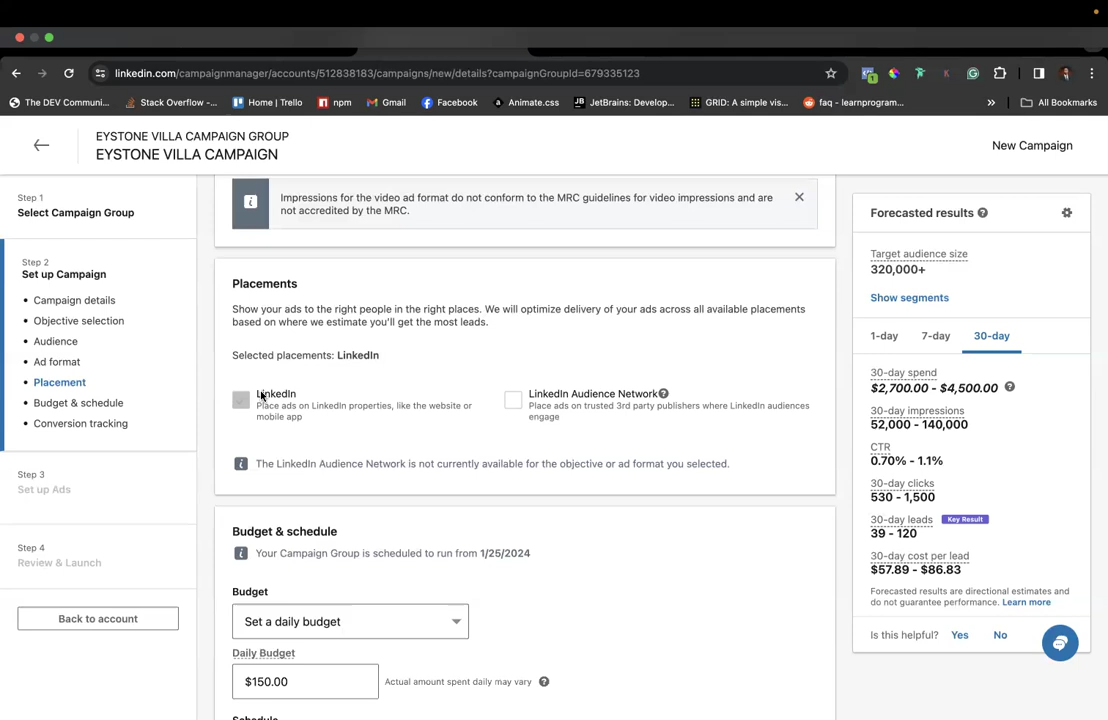 linkedin.com/campaignmanager/accounts/512838183/campaigns/new/details?campaignGroupId=679335123
The DEV Communi...
Stack Overflow -...
Home | Trello
npm
Gmail
Facebook
Animate.css
JetBrains: Develop...
GRID: A simple vis...
faq - learnprogram...
»
All Bookmarks
EYSTONE VILLA CAMPAIGN GROUP
EYSTONE VILLA CAMPAIGN
New Campaign
Step 1
Select Campaign Group
Step 2
Set up Campaign
• Campaign details
• Objective selection
• Audience
• Ad format
• Placement
• Budget & schedule
• Conversion tracking
Step 3
Set up Ads
Step 4
Review & Launch
Back to account
Impressions for the video ad format do not conform to the MRC guidelines for video impressions and are
not accredited by the MRC.
Placements
Show your ads to the right people in the right places. We will optimize delivery of your ads across all available placements
based on where we estimate you'll get the most leads.
Selected placements: LinkedIn
LinkedIn
Place ads on LinkedIn properties, like the website or
mobile app
LinkedIn Audience Network
Place ads on trusted 3rd party publishers where LinkedIn audiences
engage
The LinkedIn Audience Network is not currently available for the objective or ad format you selected.
Budget & schedule
Your Campaign Group is scheduled to run from 1/25/2024
Budget
Set a daily budget
Daily Budget
$150.00
Actual amount spent daily may vary
Forecasted results
Target audience size
320,000+
Show segments
1-day
7-day
30-day
30-day spend
$2,700.00 - $4,500.00
30-day impressions
52,000 - 140,000
CTR
0.70% - 1.1%
30-day clicks
530 - 1,500
30-day leads
Key Result
39 - 120
30-day cost per lead
$57.89 - $86.83
Forecasted results are directional estimates and
do not guarantee performance. Learn more
Is this helpful?
Yes
No